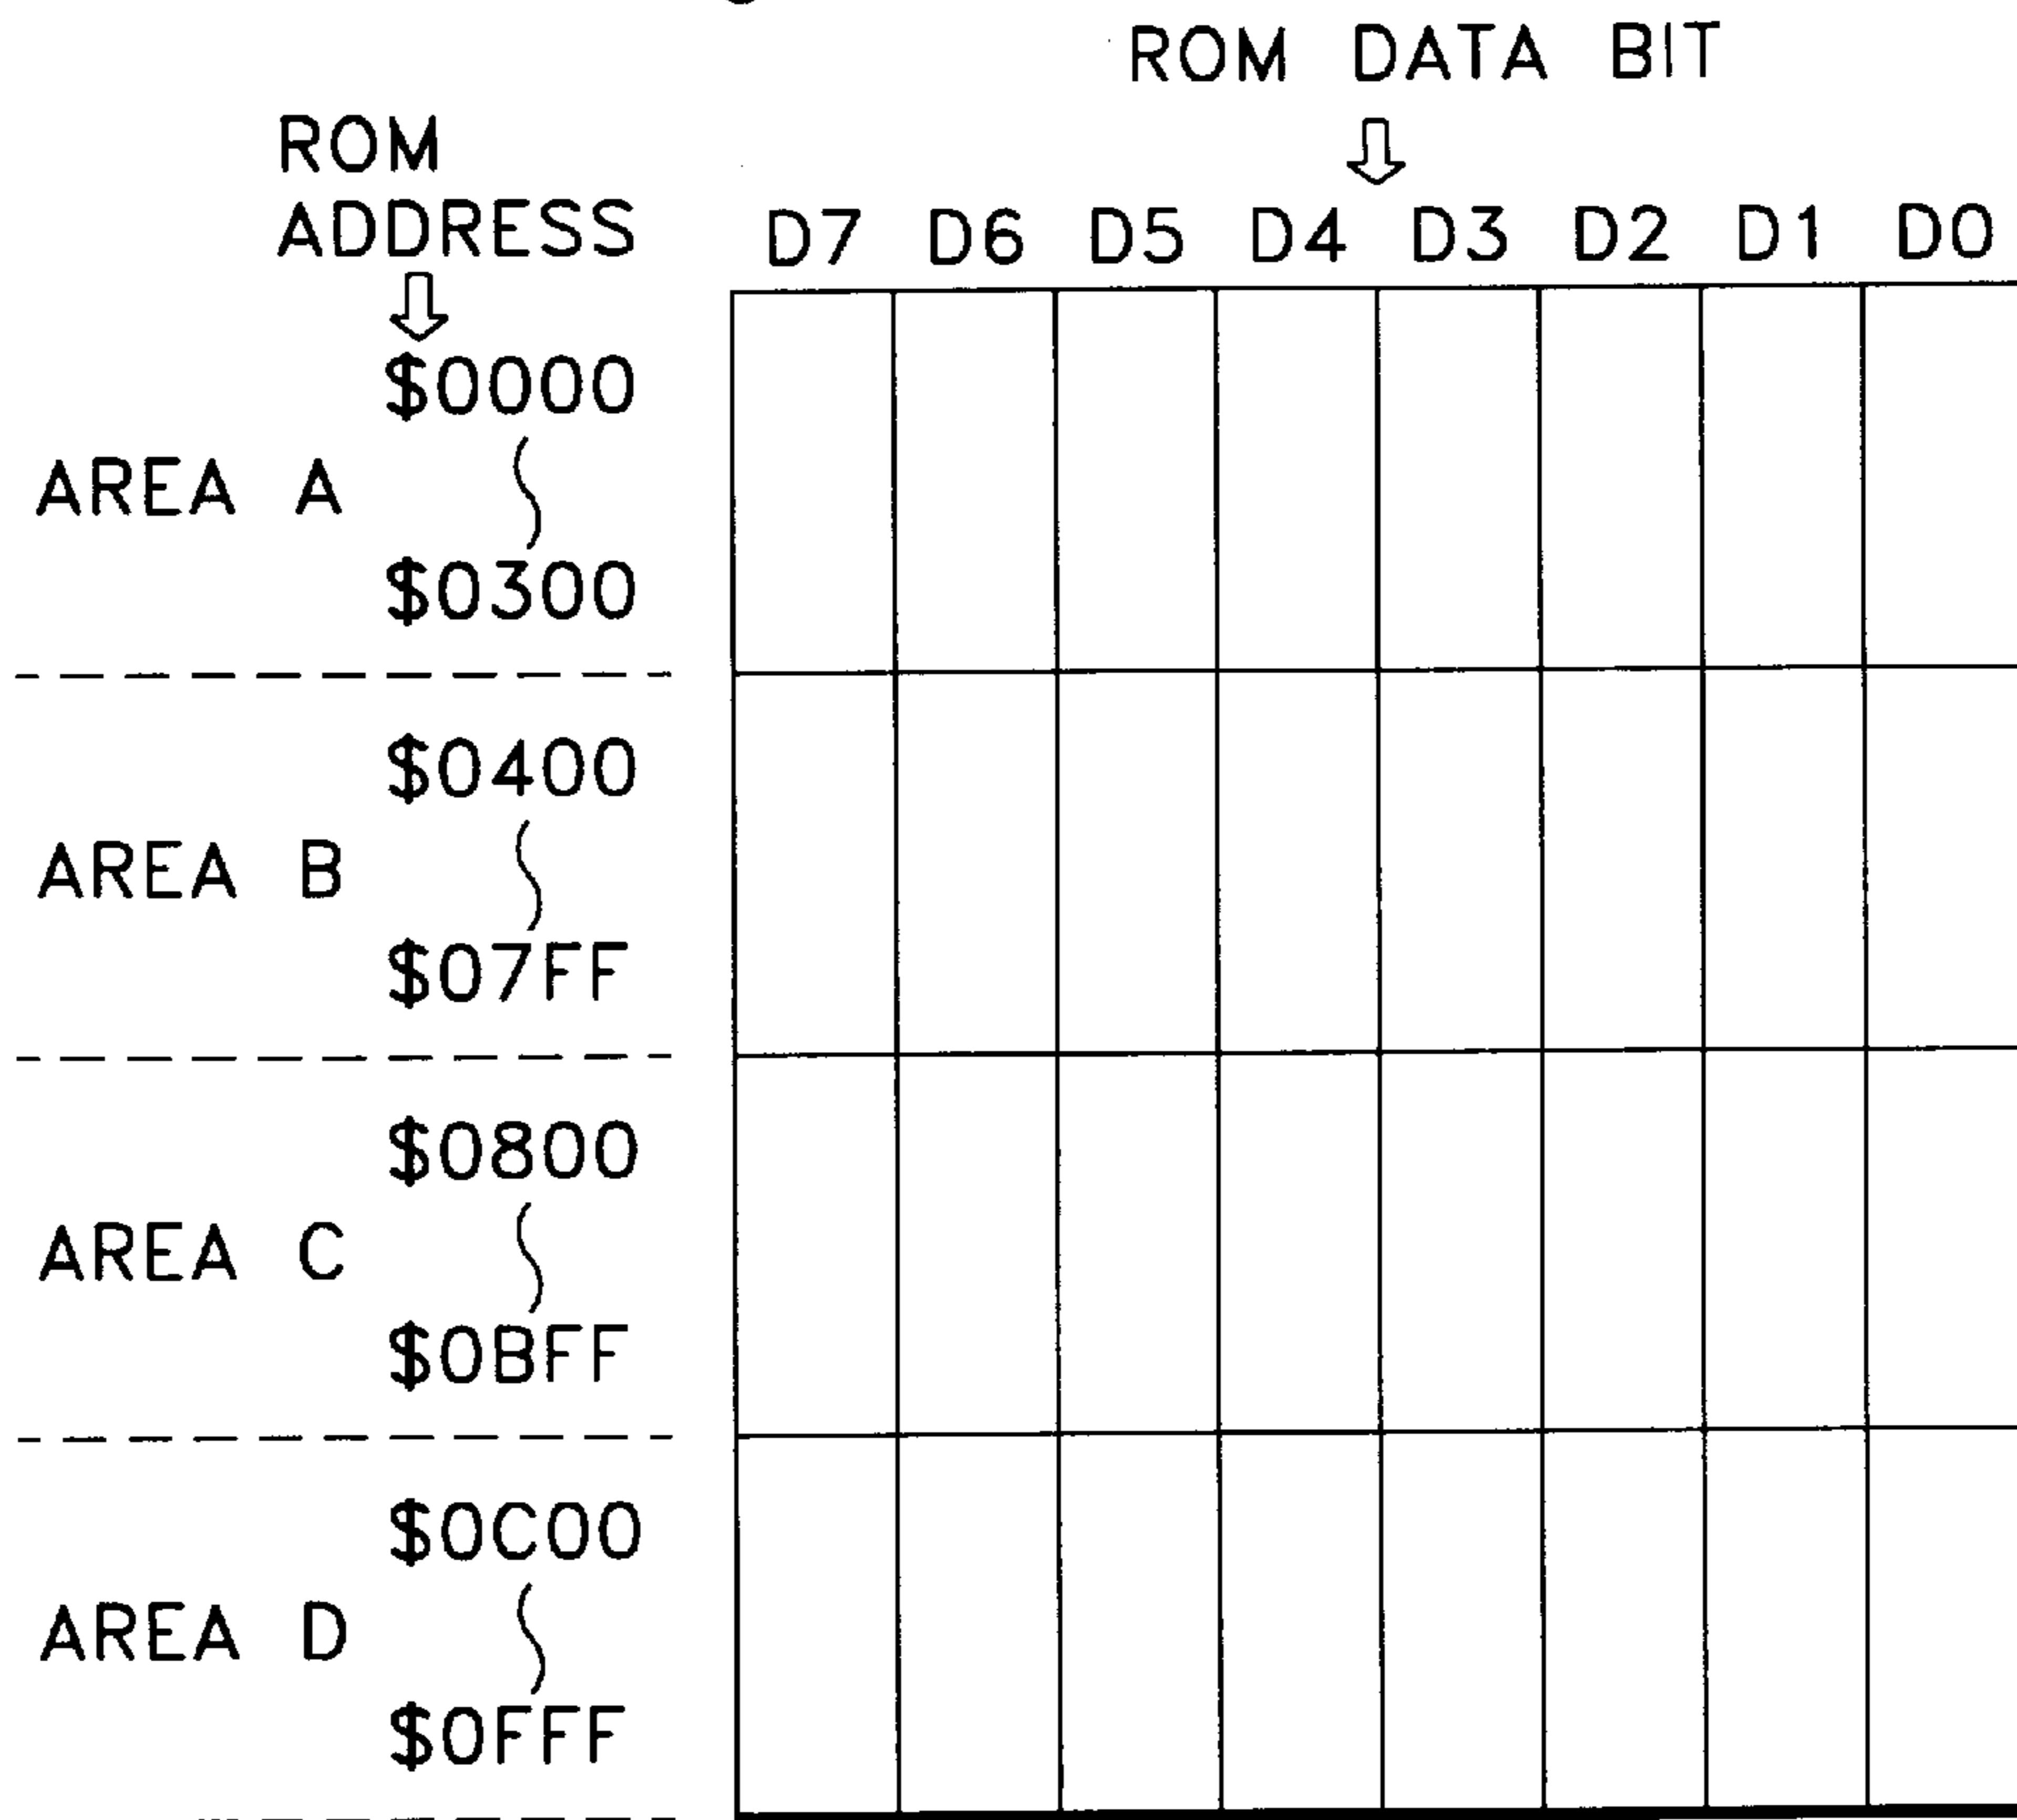 ROM DATA BIT
ROM
ADDRESS
D7 D6 D5 D4 D3 D2 D1 D0
$0000
AREA A
$0300
$0400
AREA B
$07FF
$0800
AREA C
$0BFF
$0C00
AREA D
$0FFF